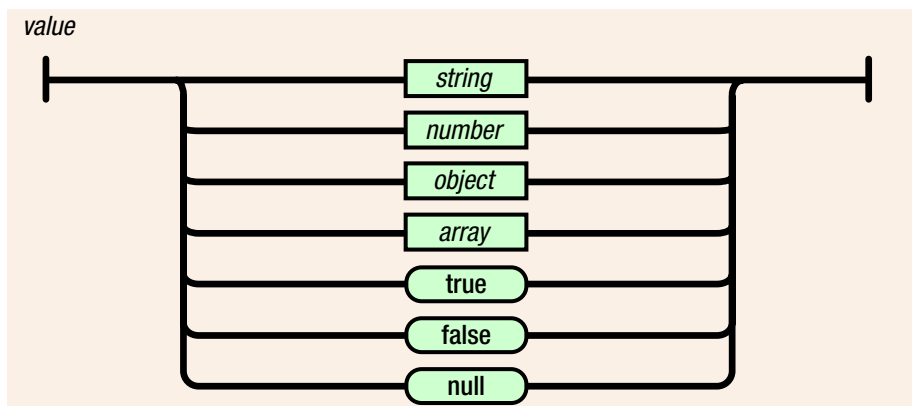 value
string
number
object
array
true
false
null